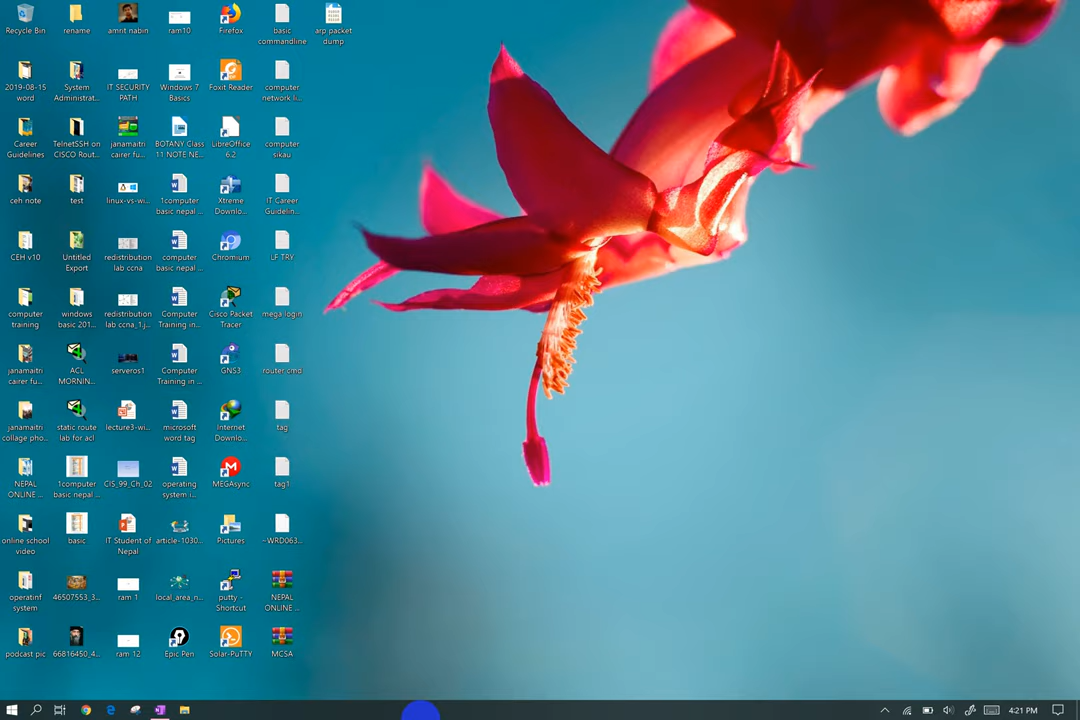 Recycle Bin
rename
amrit nabin
ram10
Firefox
basic
commandline
arp packet
dump
2019-08-15
word
System
Administrat...
IT SECURITY
PATH
Windows 7
Basics
Foxit Reader
computer
network li...
Career
Guidelines
TelnetSSH on
CISCO Rout...
janamaitri
cairer fu...
BOTANY Class
11 NOTE NE...
LibreOffice
6.2
computer
sikau
ceh note
test
linux-vs-wi...
1computer
basic nepal ...
Xtreme
Downlo...
IT Career
Guidelin...
CEH v10
Untitled
Export
redistribution
lab ccna
computer
basic nepal ...
Chromium
LF TRY
computer
training
windows
basic 201...
redistribution
lab ccna_1.j...
Computer
Training in...
Cisco Packet
Tracer
mega login
janamaitri
cairer fu...
ACL
MORNIN...
serveros1
Computer
Training in ...
GNS3
router cmd
janamaitri
collage pho...
static route
lab for acl
lecture3-wi...
microsoft
word tag
Internet
Downlo...
tag
NEPAL
ONLINE ...
1computer
basic nepal...
CIS_99_Ch_02
operating
system i...
MEGAsync
tag1
online school
video
basic
IT Student of
Nepal
article-1030...
Pictures
~WRD063...
operatinf
system
46507553_3...
ram 1
local_area_n...
putty -
Shortcut
NEPAL
ONLINE ...
podcast pic
66816450_4...
ram 12
Epic Pen
Solar-PuTTY
MCSA
4:21 PM